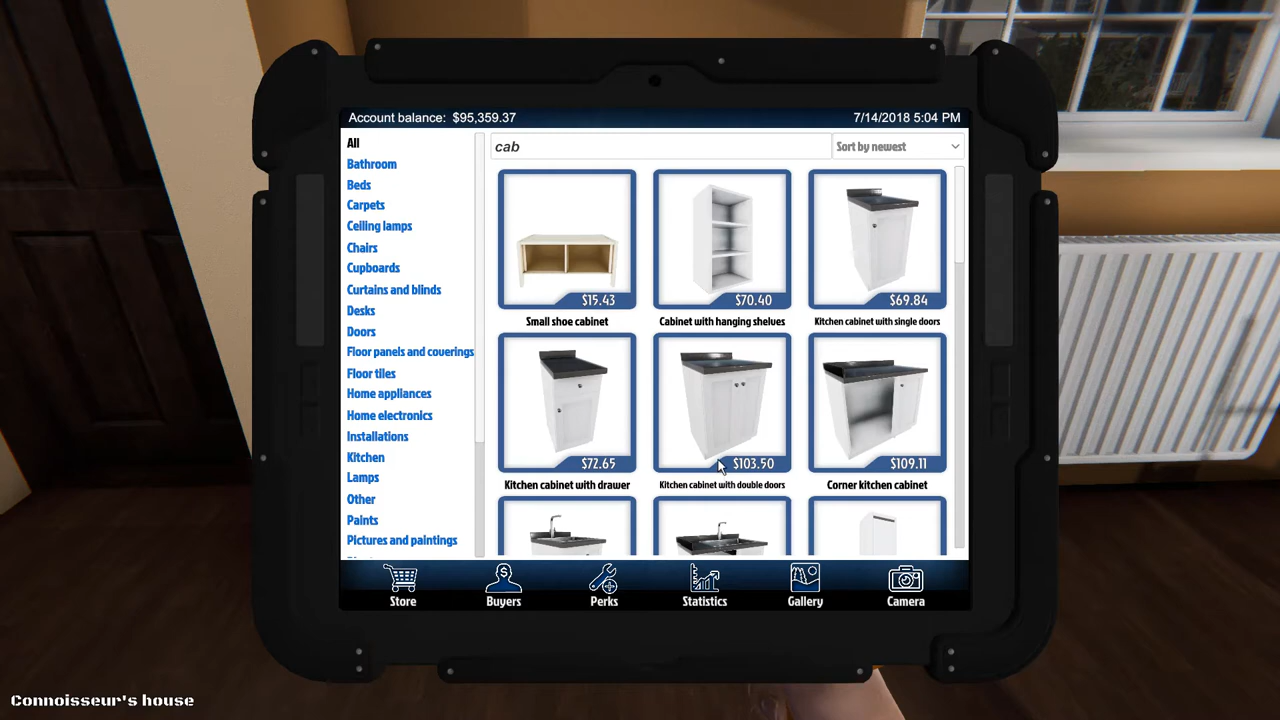 Account balance: $95,359.37
7/14/2018 5:04 PM
All
Bathroom
Beds
Carpets
Ceiling lamps
Chairs
Cupboards
Curtains and blinds
Desks
Doors
Floor panels and coverings
Floor tiles
Home appliances
Home electronics
Installations
Kitchen
Lamps
Other
Paints
Pictures and paintings
cab
Sort by newest
$15.43
$70.40
$69.84
Small shoe cabinet
Cabinet with hanging shelves
Kitchen cabinet with single doors
$72.65
$103.50
$109.11
Kitchen cabinet with drawer
Kitchen cabinet with double doors
Corner kitchen cabinet
Store
Buyers
Perks
Statistics
Gallery
Camera
Connoisseur's house